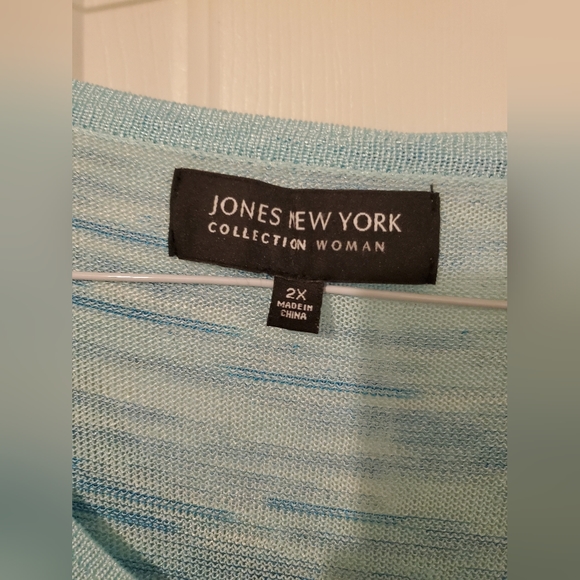 JONES NEW YORK
COLLECTION WOMAN
2X
MADE IN
CHINA